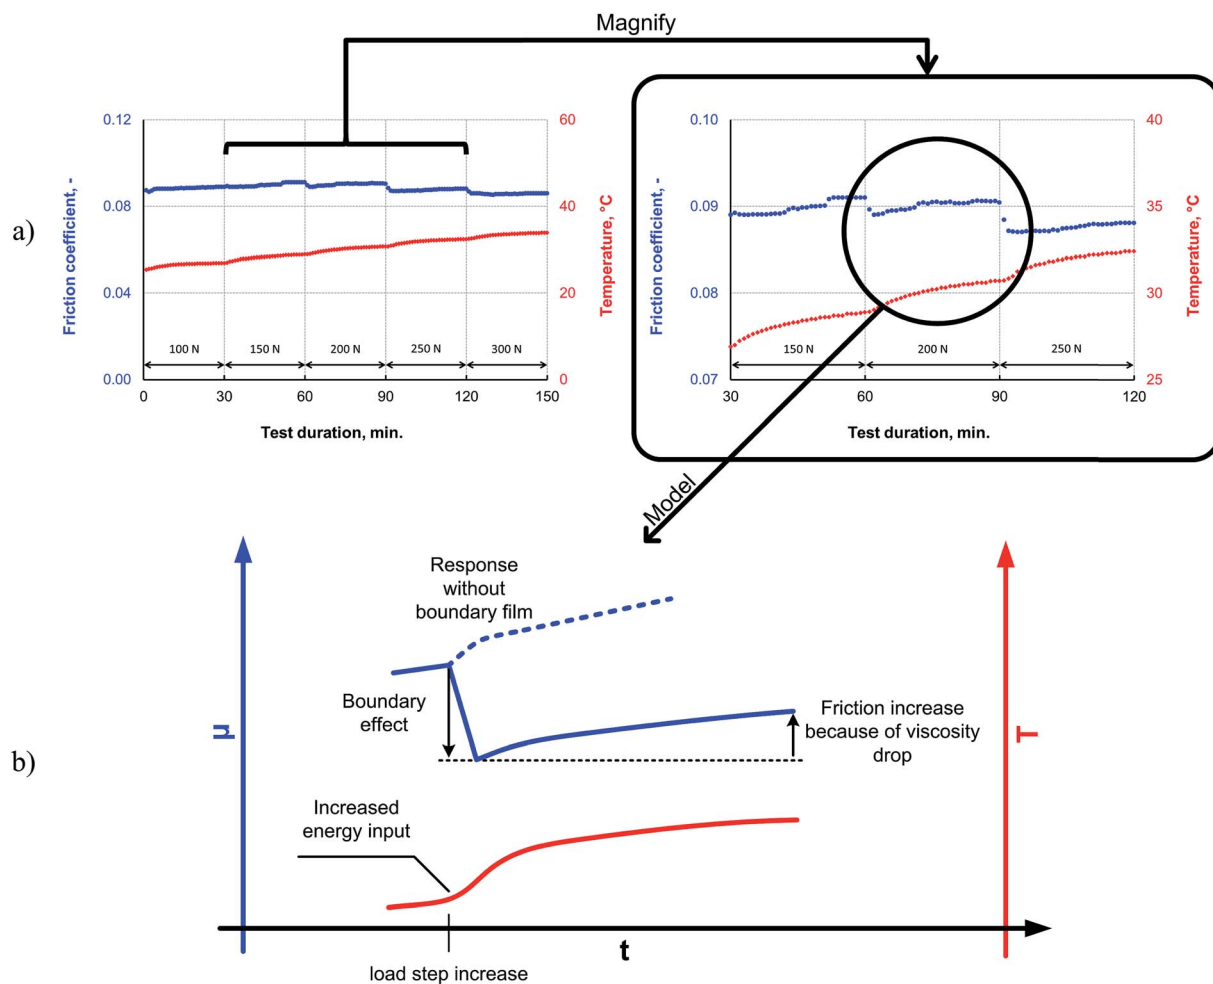 Magnify
a)
0.12
0.08
0.04
0.00
Friction coefficient, -
60
40
20
0
Temperature, °C
100 N
150 N
200 N
250 N
300 N
0
30
60
90
120
150
Test duration, min.
0.10
0.09
0.08
0.07
Friction coefficient, -
40
35
30
25
Temperature, °C
150 N
200 N
250 N
30
60
90
120
Test duration, min.
Model
b)
μ
T
Response
without
boundary film
Boundary
effect
Friction increase
because of viscosity
drop
Increased
energy input
t
load step increase